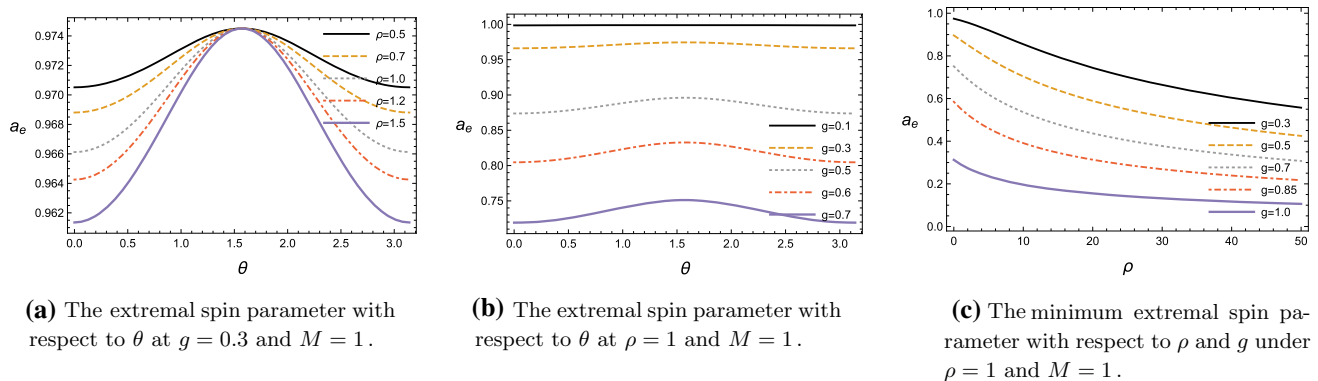 0.974
0.972
0.970
0.968
0.966
0.964
0.962
a_e
0.0 0.5 1.0 1.5 2.0 2.5 3.0
θ
ρ=0.5
ρ=0.7
ρ=1.0
ρ=1.2
ρ=1.5
(a) The extremal spin parameter with
respect to θ at g = 0.3 and M = 1.
1.00
0.95
0.90
0.85
0.80
0.75
a_e
0.0 0.5 1.0 1.5 2.0 2.5 3.0
θ
g=0.1
g=0.3
g=0.5
g=0.6
g=0.7
(b) The extremal spin parameter with
respect to θ at ρ = 1 and M = 1.
1.0
0.8
0.6
0.4
0.2
0.0
a_e
0 10 20 30 40 50
ρ
g=0.3
g=0.5
g=0.7
g=0.85
g=1.0
(c) The minimum extremal spin pa-
rameter with respect to ρ and g under
ρ = 1 and M = 1.